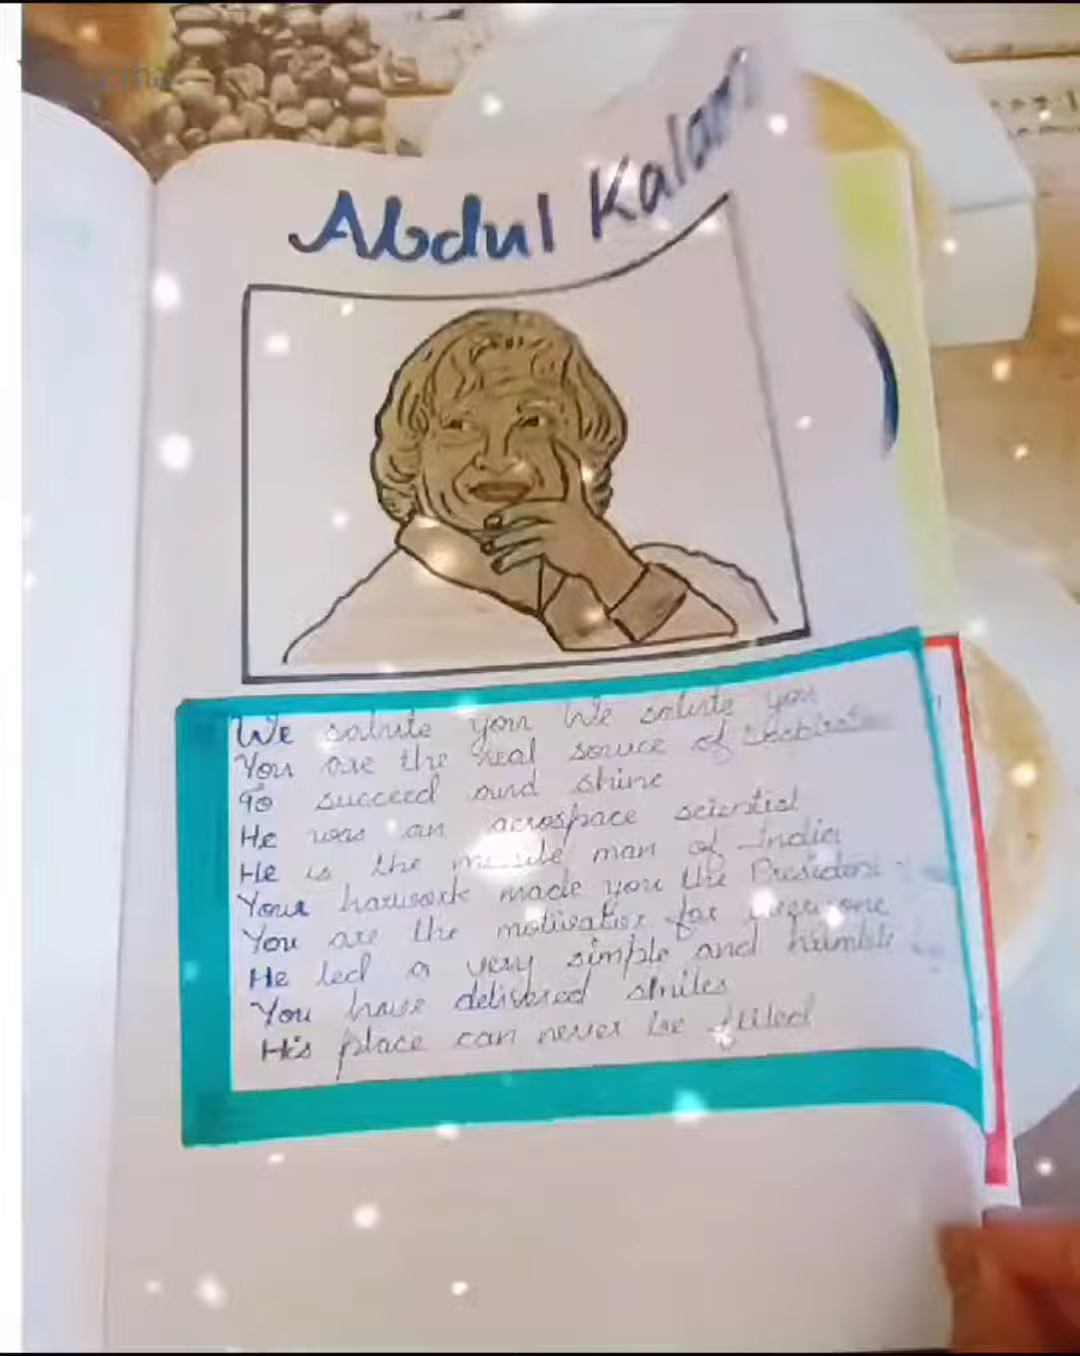 Abdul Kalam
We salute you We salute you
You are the real souce of
To succeed and shine
He was an aerospace scientist
He is the missile man of India
Your harwork made you the President
You are the motivator for everyone
He led a very simple and humble
You have delivered smiles
His place can never be filled